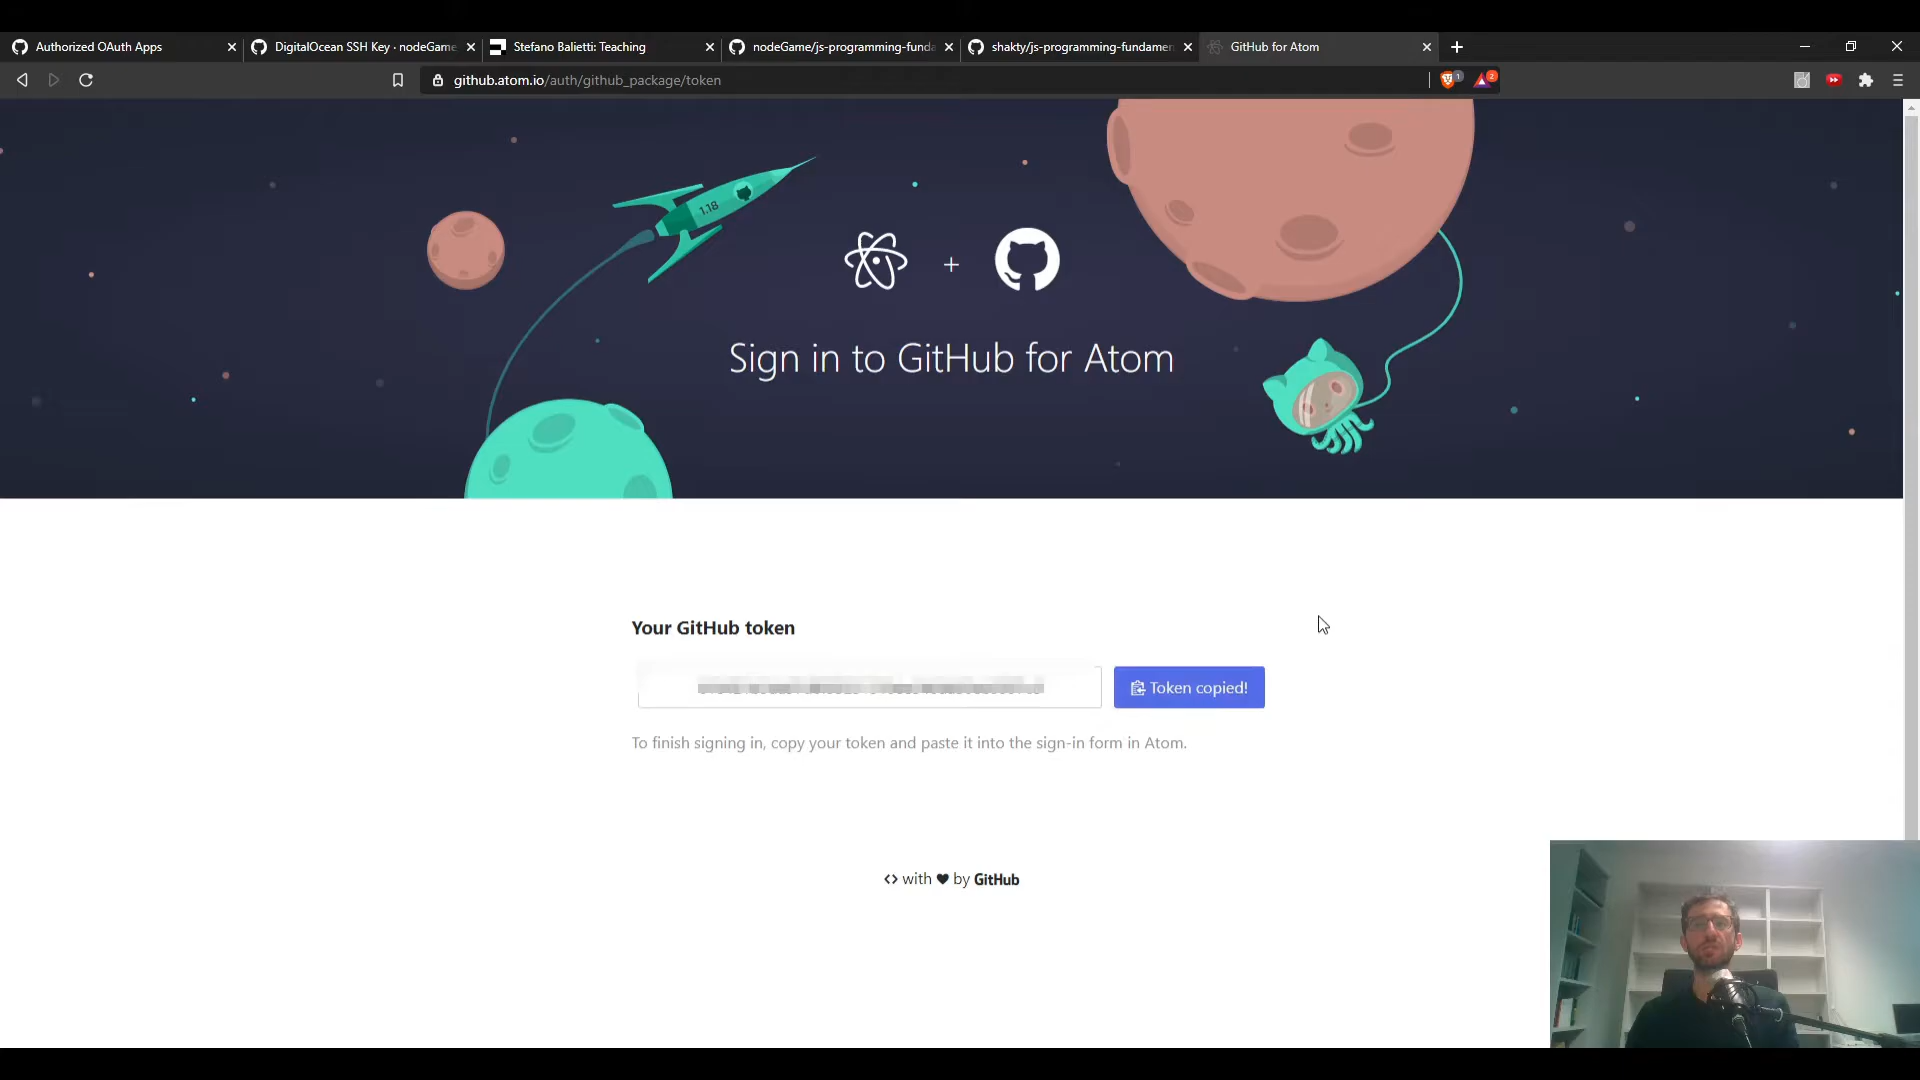 Authorized OAuth Apps
DigitalOcean SSH Key · nodeGame
Stefano Balietti: Teaching
nodeGame/js-programming-funda
shakty/js-programming-fundamen
GitHub for Atom
github.atom.io/auth/github_package/token
1
2
1.18
+
Sign in to GitHub for Atom
Your GitHub token
Token copied!
To finish signing in, copy your token and paste it into the sign-in form in Atom.
<> with ♥ by GitHub